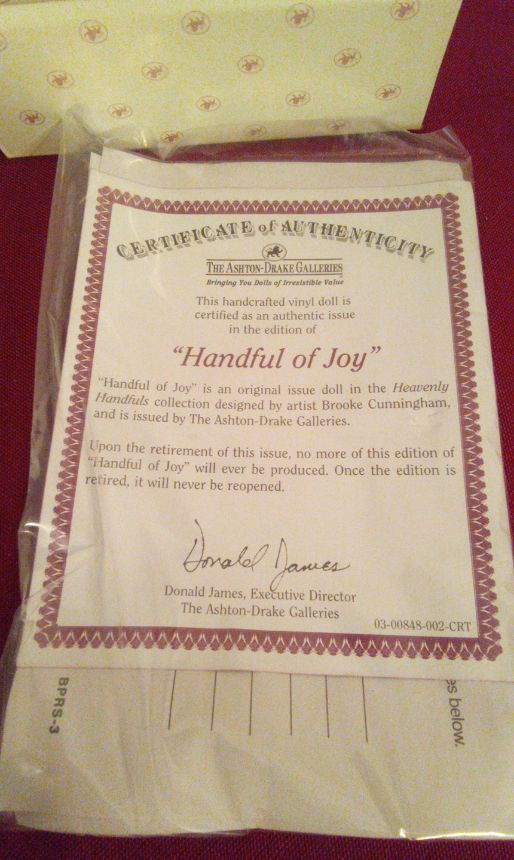 CERTIFICATE of AUTHENTICITY
THE ASHTON-DRAKE GALLERIES
Bringing You Dolls of Irresistible Value
This handcrafted vinyl doll is
certified as an authentic issue
in the edition of
“Handful of Joy”
“Handful of Joy” is an original issue doll in the Heavenly
Handfuls collection designed by artist Brooke Cunningham,
and is issued by The Ashton-Drake Galleries.
Upon the retirement of this issue, no more of this edition of
“Handful of Joy” will ever be produced. Once the edition is
retired, it will never be reopened.
Donald James
Donald James, Executive Director
The Ashton-Drake Galleries
03-00848-002-CRT
BPRS-3
es below.